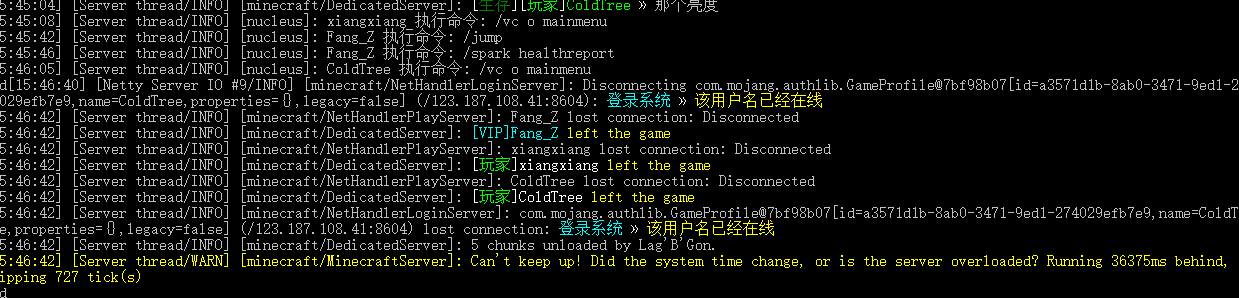 5:45:04] [Server thread/INFO] [minecraft/DedicatedServer]: [生存][玩家]ColdTree » 那个亮度
5:45:08] [Server thread/INFO] [nucleus]: xiangxiang 执行命令: /vc o mainmenu
5:45:42] [Server thread/INFO] [nucleus]: Fang_Z 执行命令: /jump
5:45:46] [Server thread/INFO] [nucleus]: Fang_Z 执行命令: /spark healthreport
5:46:05] [Server thread/INFO] [nucleus]: ColdTree 执行命令: /vc o mainmenu
d[15:46:40] [Netty Server IO #9/INFO] [minecraft/NetHandlerLoginServer]: Disconnecting com.mojang.authlib.GameProfile@7bf98b07[id=a3571d1b-8ab0-3471-9ed1-2
029efb7e9,name=ColdTree,properties={},legacy=false] (/123.187.108.41:8604): 登录系统 » 该用户名已经在线
5:46:42] [Server thread/INFO] [minecraft/NetHandlerPlayServer]: Fang_Z lost connection: Disconnected
5:46:42] [Server thread/INFO] [minecraft/DedicatedServer]: [VIP]Fang_Z left the game
5:46:42] [Server thread/INFO] [minecraft/NetHandlerPlayServer]: xiangxiang lost connection: Disconnected
5:46:42] [Server thread/INFO] [minecraft/DedicatedServer]: [玩家]xiangxiang left the game
5:46:42] [Server thread/INFO] [minecraft/NetHandlerPlayServer]: ColdTree lost connection: Disconnected
5:46:42] [Server thread/INFO] [minecraft/DedicatedServer]: [玩家]ColdTree left the game
5:46:42] [Server thread/INFO] [minecraft/NetHandlerLoginServer]: com.mojang.authlib.GameProfile@7bf98b07[id=a3571d1b-8ab0-3471-9ed1-274029efb7e9,name=ColdT
e,properties={},legacy=false] (/123.187.108.41:8604) lost connection: 登录系统 » 该用户名已经在线
5:46:42] [Server thread/INFO] [minecraft/DedicatedServer]: 5 chunks unloaded by Lag'B'Gon.
5:46:42] [Server thread/WARN] [minecraft/MinecraftServer]: Can't keep up! Did the system time change, or is the server overloaded? Running 36375ms behind,
ipping 727 tick(s)
d